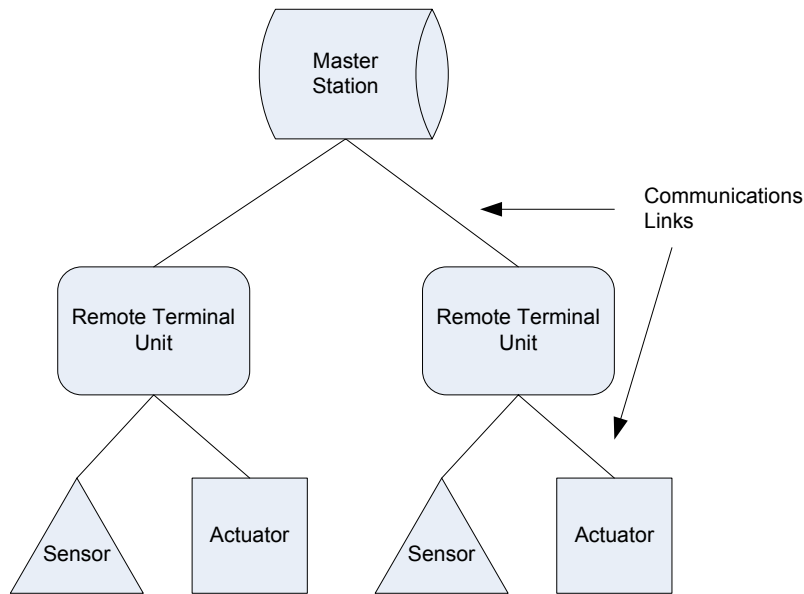 Master
Station
Communications
Links
Remote Terminal
Unit
Remote Terminal
Unit
Sensor
Actuator
Sensor
Actuator